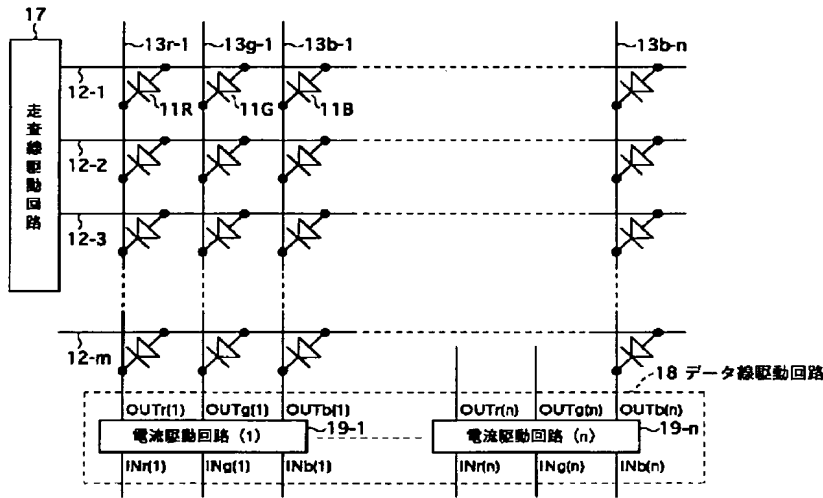 17
13r-1
13g-1
13b-1
13b-n
12-1
11R
11G
11B
走査線駆動回路
12-2
12-3
12-m
18 データ線駆動回路
OUTr(1)
OUTg(1)
OUTb(1)
OUTr(n)
OUTg(n)
OUTb(n)
電流駆動回路 (1)
19-1
電流駆動回路 (n)
19-n
INr(1)
INg(1)
INb(1)
INr(n)
INg(n)
INb(n)